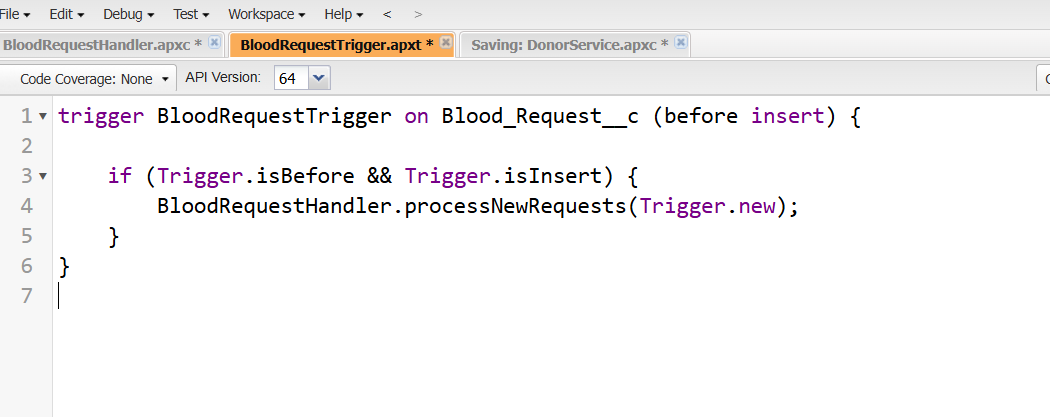 File Edit Debug Test Workspace Help < >
BloodRequestHandler.apxc * BloodRequestTrigger.apxt * Saving: DonorService.apxc *
Code Coverage: None API Version: 64
1 trigger BloodRequestTrigger on Blood_Request__c (before insert) {
2
3 if (Trigger.isBefore && Trigger.isInsert) {
4 BloodRequestHandler.processNewRequests(Trigger.new);
5 }
6 }
7